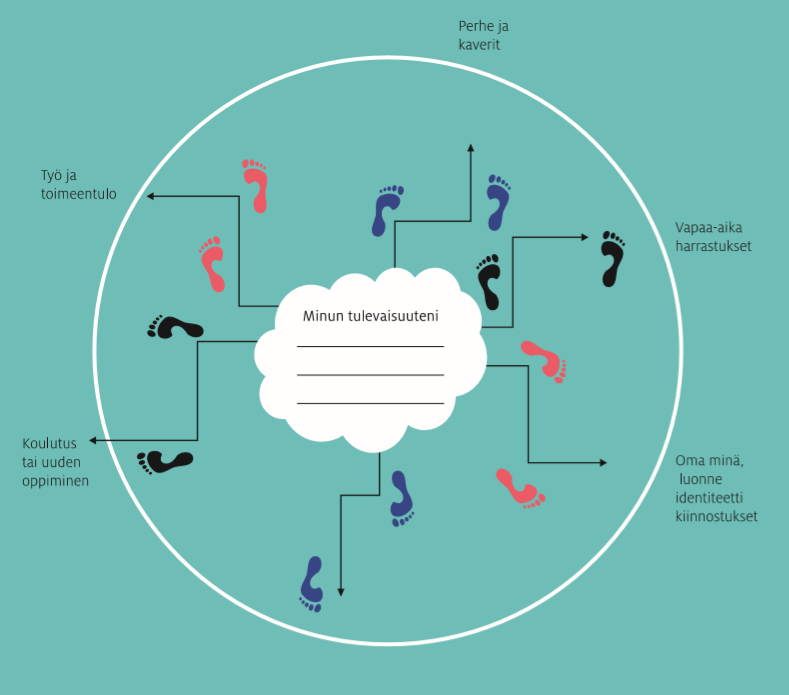 Perhe ja
kaverit
Työ ja
toimeentulo
Vapaa-aika
harrastukset
Minun tulevaisuuteni
Koulutus
tai uuden
oppiminen
Oma minä,
luonne
identiteetti
kiinnostukset